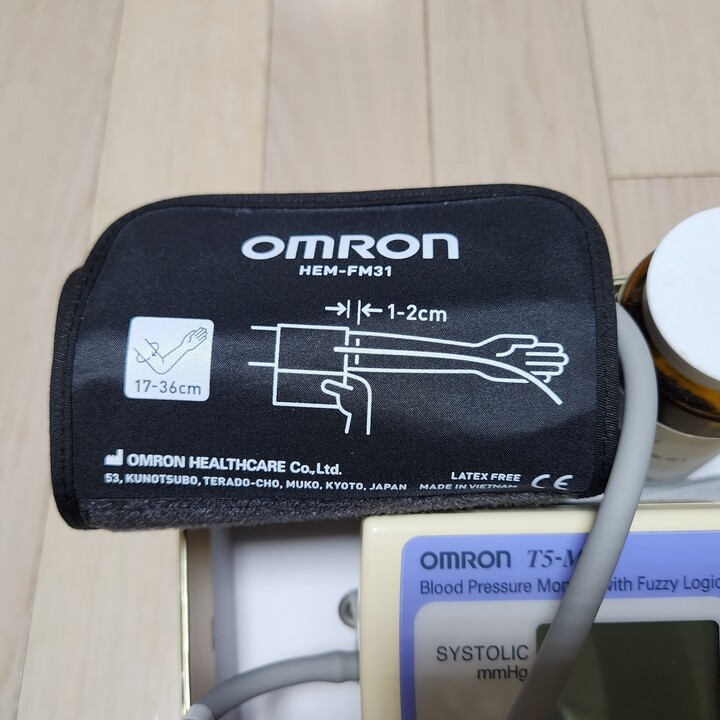 OMRON
HEM-FM31
1-2cm
17-36cm
OMRON HEALTHCARE Co.,Ltd.
53, KUNOTSUBO, TERADO-CHO, MUKO, KYOTO, JAPAN
LATEX FREE
MADE IN VIETNAM
CE
OMRON T5-M
Blood Pressure with Fuzzy Logic
SYSTOLIC
mmHg